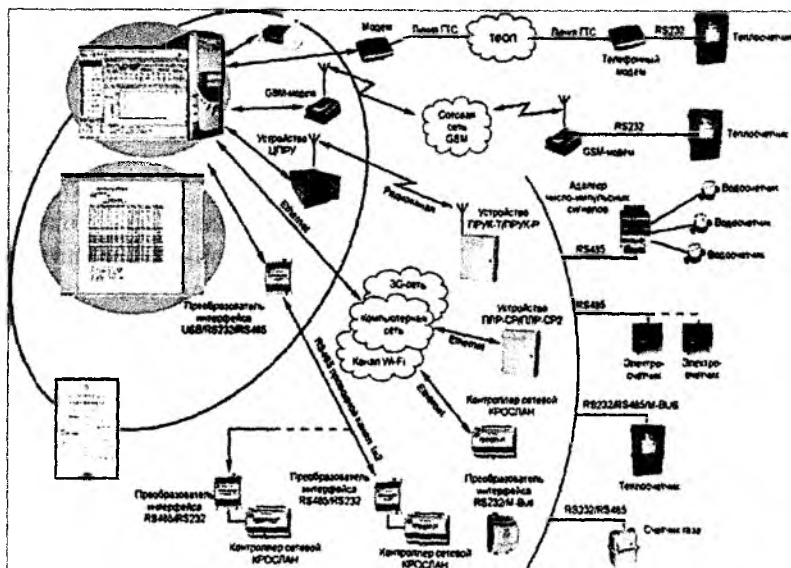 Модем
Линия ГТС
ТФОП
Линия ГТС
RS232
Теплосчетчик
Телефонный
модем
GSM-модем
Сотовая
сеть
GSM
RS232
GSM-модем
Теплосчетчик
Устройство
ЦПРУ
Ethernet
Радиоканал
Устройство
ПРУК-Т/ПРУК-Р
Адаптер
число-импульсных
сигналов
Водосчетчик
Водосчетчик
Водосчетчик
RS485
Преобразователь
интерфейса
USB/RS232/RS485
3G-сеть
Компьютерная
сеть
Канал Wi-Fi
Ethernet
Устройство
ПЛР-СР/ПЛР-СР2
RS485
Электро-
счетчик
Электро-
счетчик
Ethernet
Контроллер сетевой
КРОСЛАН
RS232/RS485/M-BUS
Теплосчетчик
Преобразователь
интерфейса
RS485/RS232
Контроллер сетевой
КРОСЛАН
Преобразователь
интерфейса
RS485/RS232
Контроллер сетевой
КРОСЛАН
Преобразователь
интерфейса
RS232/M-Bus
RS232/RS485
Счетчик газа